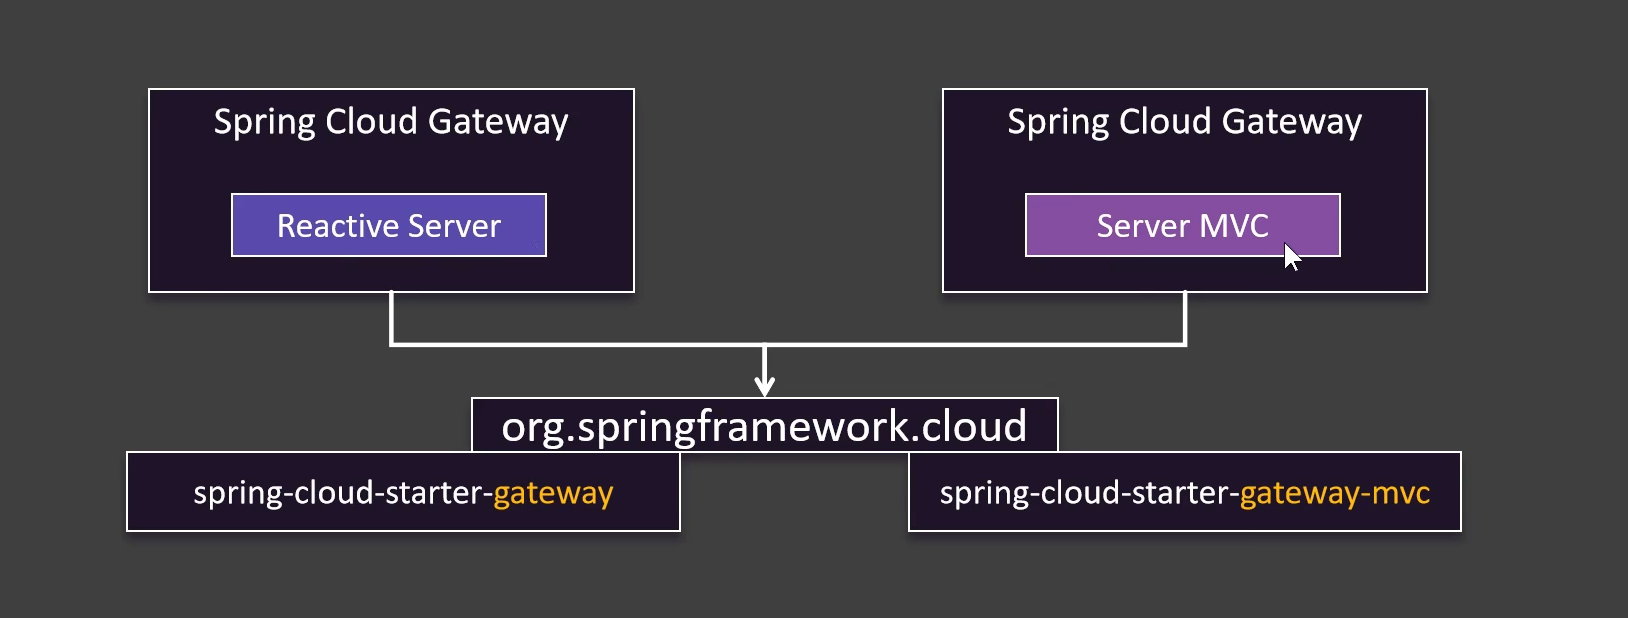 Spring Cloud Gateway
Reactive Server
Spring Cloud Gateway
Server MVC
org.springframework.cloud
spring-cloud-starter-gateway
spring-cloud-starter-gateway-mvc